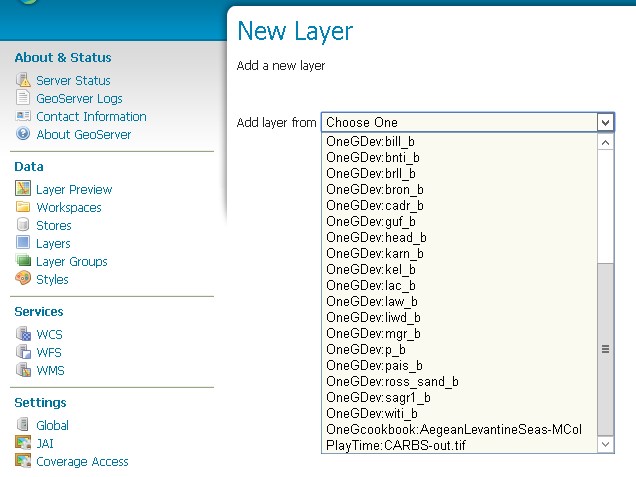 New Layer
Add a new layer
About & Status
Server Status
GeoServer Logs
Contact Information
About GeoServer
Data
Layer Preview
Workspaces
Stores
Layers
Layer Groups
Styles
Services
WCS
WFS
WMS
Settings
Global
JAI
Coverage Access
Add layer from Choose One
OneGDev:bill_b
OneGDev:bnti_b
OneGDev:brll_b
OneGDev:bron_b
OneGDev:cadr_b
OneGDev:guf_b
OneGDev:head_b
OneGDev:karn_b
OneGDev:kel_b
OneGDev:lac_b
OneGDev:law_b
OneGDev:liwd_b
OneGDev:mgr_b
OneGDev:p_b
OneGDev:pais_b
OneGDev:ross_sand_b
OneGDev:sagr1_b
OneGDev:witi_b
OneGcookbook:AegeanLevantineSeas-MCol
PlayTime:CARBS-out.tif